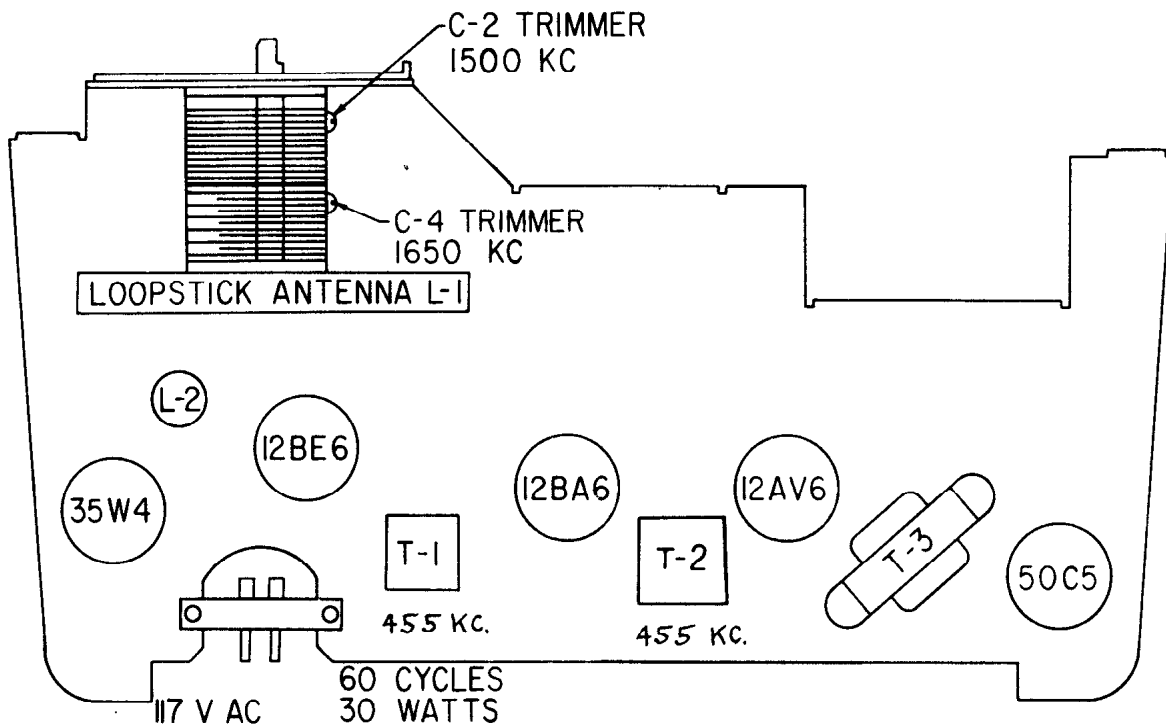 C-2 TRIMMER
1500 KC
C-4 TRIMMER
1650 KC
LOOPSTICK ANTENNA L-1
L-2
12BE6
35W4
12BA6
12AV6
T-1
T-2
T-3
50C5
455 KC.
455 KC.
117 V AC
60 CYCLES
30 WATTS